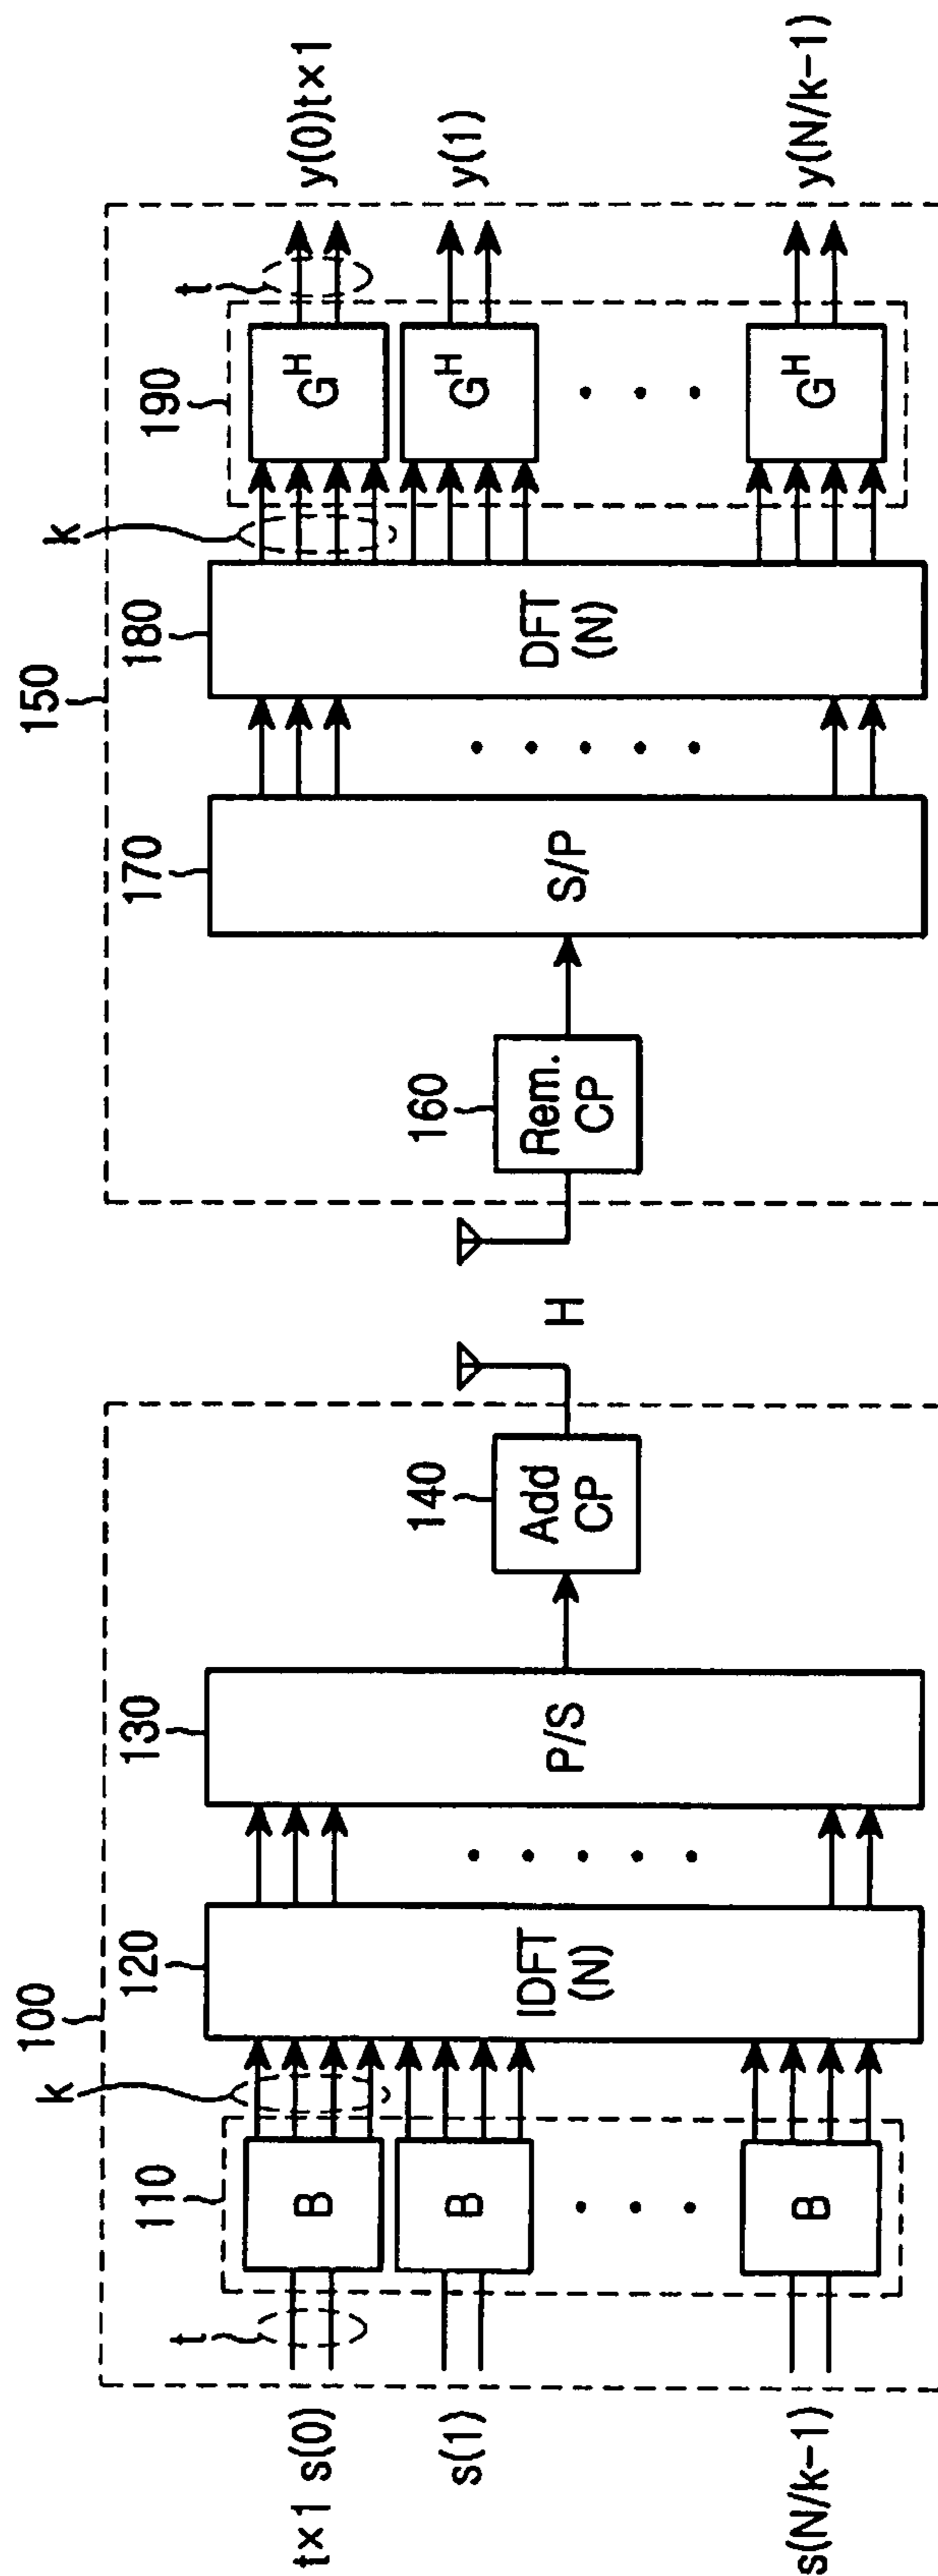 100
110
120
130
140
t×1 s(0)
t
B
k
s(1)
B
s(N/k−1)
B
IDFT
(N)
P/S
Add
CP
H
150
160
170
180
190
Rem.
CP
S/P
DFT
(N)
k
G^H
t
y(0)t×1
G^H
y(1)
G^H
y(N/k−1)